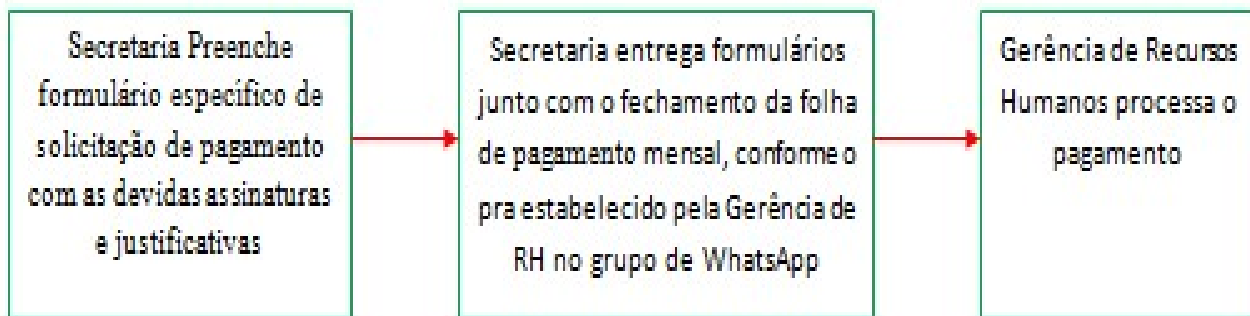 Secretaria Preenche
formulário específico de
solicitação de pagamento
com as devidas assinaturas
e justificativas
Secretaria entrega formulários
junto com o fechamento da folha
de pagamento mensal, conforme o
pra estabelecido pela Gerência de
RH no grupo de WhatsApp
Gerência de Recursos
Humanos processa o
pagamento